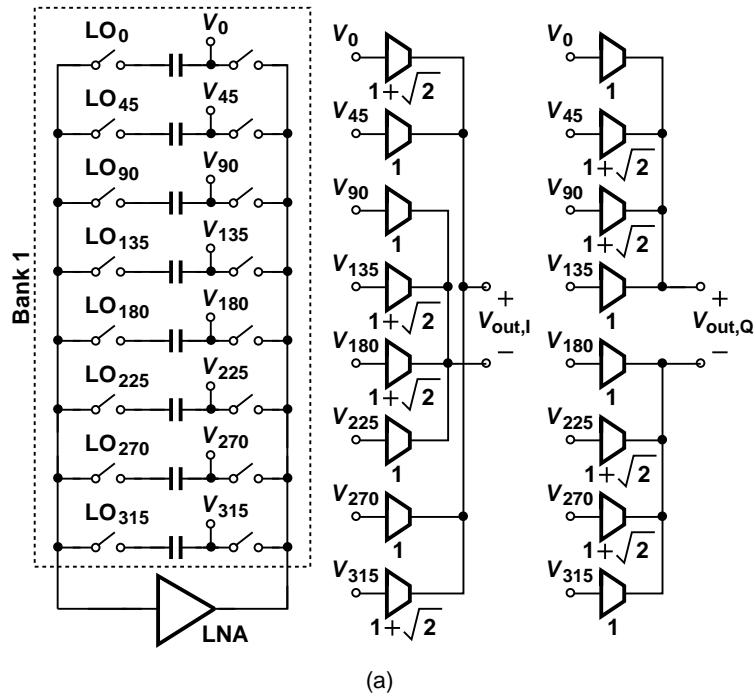 Bank 1
LO0
V0
LO45
V45
LO90
V90
LO135
V135
LO180
V180
LO225
V225
LO270
V270
LO315
V315
LNA
V0
1+√2
V45
1
V90
1
V135
1+√2
V180
1+√2
V225
1
V270
1
V315
1+√2
+
Vout,I
−
V0
1
V45
1+√2
V90
1+√2
V135
1
V180
1
V225
1+√2
V270
1+√2
V315
1
+
Vout,Q
−
(a)